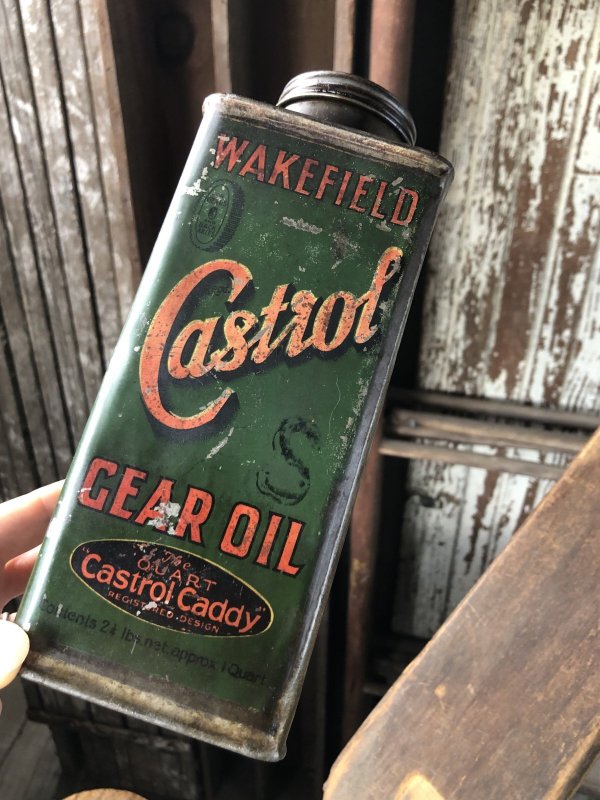 WAKEFIELD
Castrol
S
GEAR OIL
The
QUART
"Castrol Caddy"
REGISTERED DESIGN
Contents 2¼ lbs. net approx. 1 Quart